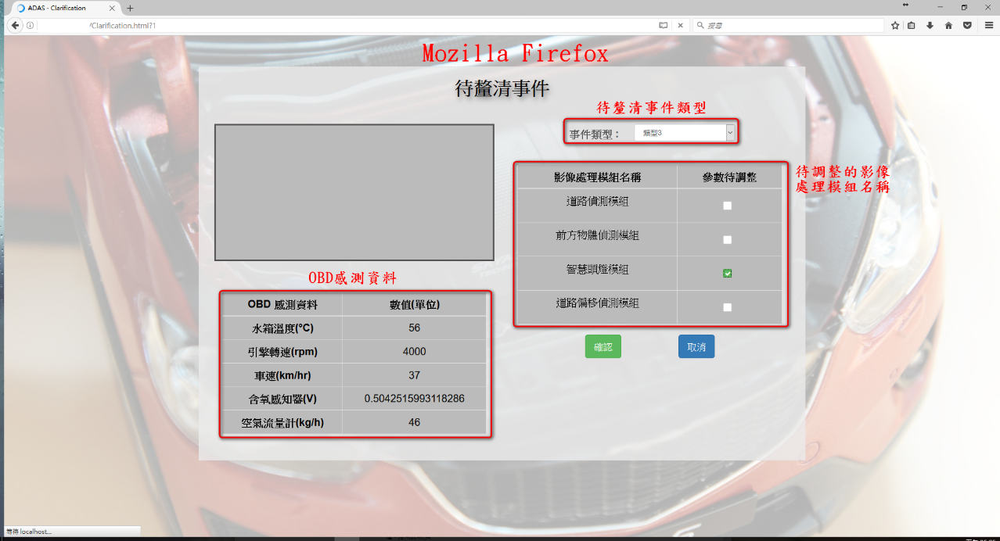 ADAS - Clarification
/Clarification.html?1
搜尋
Mozilla Firefox
待釐清事件
待釐清事件類型
事件類型：
類型3
影像處理模組名稱 參數待調整
道路偵測模組
前方物體偵測模組
智慧頭燈模組
道路偏移偵測模組
待調整的影像
處理模組名稱
確認 取消
OBD感測資料
OBD 感測資料 數值(單位)
水箱溫度(°C) 56
引擎轉速(rpm) 4000
車速(km/hr) 37
含氧感知器(V) 0.5042515993118286
空氣流量計(kg/h) 46
等待 localhost...